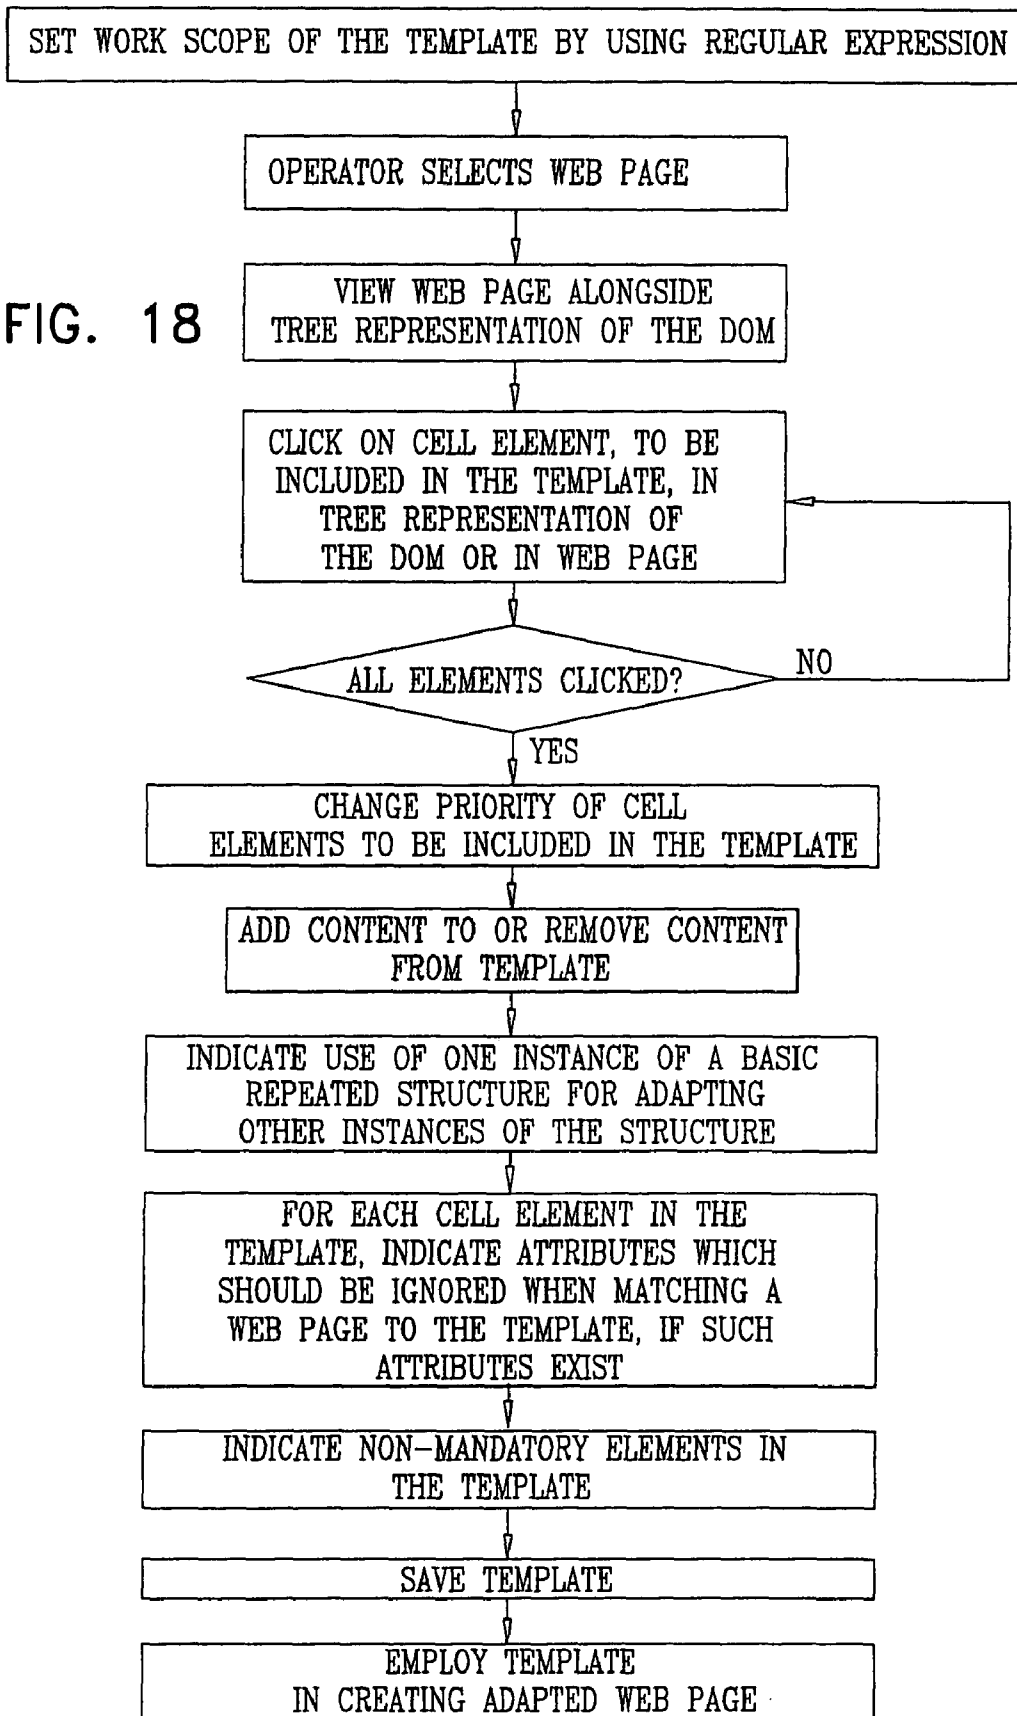 SET WORK SCOPE OF THE TEMPLATE BY USING REGULAR EXPRESSION
OPERATOR SELECTS WEB PAGE
VIEW WEB PAGE ALONGSIDE
TREE REPRESENTATION OF THE DOM
FIG. 18
CLICK ON CELL ELEMENT, TO BE
INCLUDED IN THE TEMPLATE, IN
TREE REPRESENTATION OF
THE DOM OR IN WEB PAGE
ALL ELEMENTS CLICKED?
NO
YES
CHANGE PRIORITY OF CELL
ELEMENTS TO BE INCLUDED IN THE TEMPLATE
ADD CONTENT TO OR REMOVE CONTENT
FROM TEMPLATE
INDICATE USE OF ONE INSTANCE OF A BASIC
REPEATED STRUCTURE FOR ADAPTING
OTHER INSTANCES OF THE STRUCTURE
FOR EACH CELL ELEMENT IN THE
TEMPLATE, INDICATE ATTRIBUTES WHICH
SHOULD BE IGNORED WHEN MATCHING A
WEB PAGE TO THE TEMPLATE, IF SUCH
ATTRIBUTES EXIST
INDICATE NON-MANDATORY ELEMENTS IN
THE TEMPLATE
SAVE TEMPLATE
EMPLOY TEMPLATE
IN CREATING ADAPTED WEB PAGE